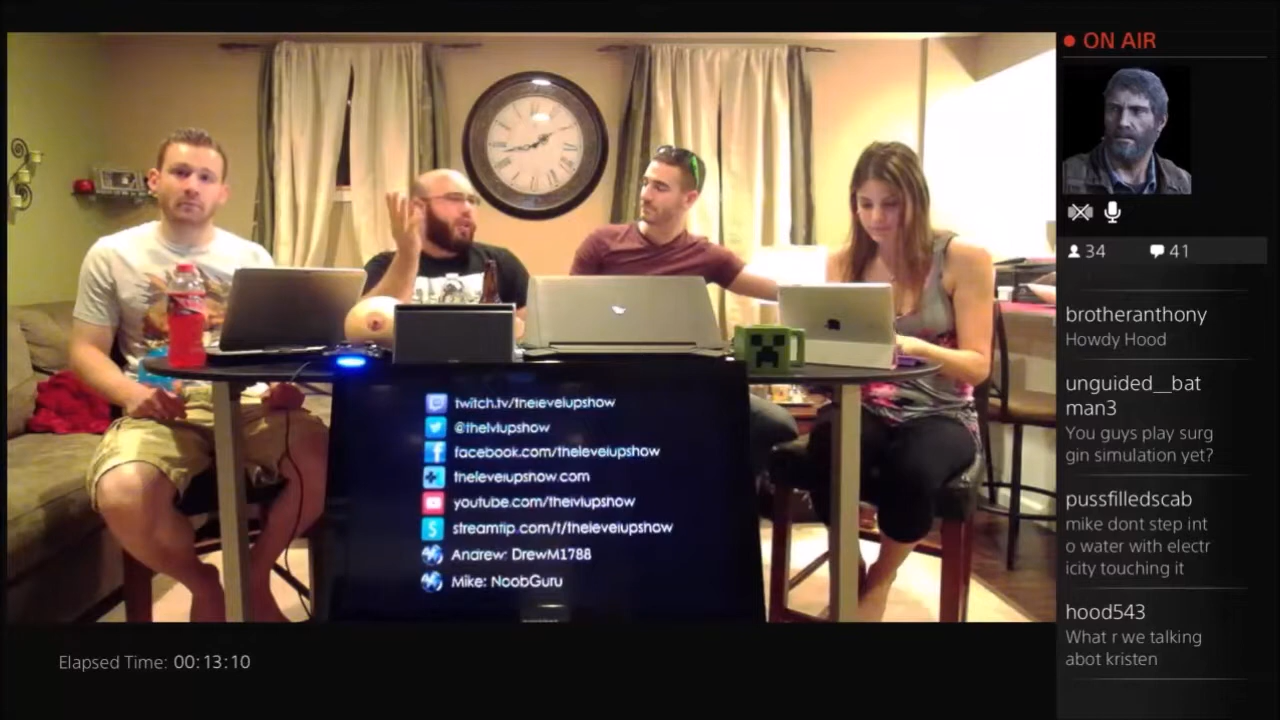 ON AIR
34 41
brotheranthony
Howdy Hood
unguided__bat
man3
You guys play surg
gin simulation yet?
pussfilledscab
mike dont step int
o water with electr
icity touching it
hood543
What r we talking
abot kristen
twitch.tv/thelevelupshow
@thelvlupshow
facebook.com/thelevelupshow
thelevelupshow.com
youtube.com/thelvlupshow
streamtip.com/t/thelevelupshow
Andrew: DrewM1788
Mike: NoobGuru
Elapsed Time: 00:13:10